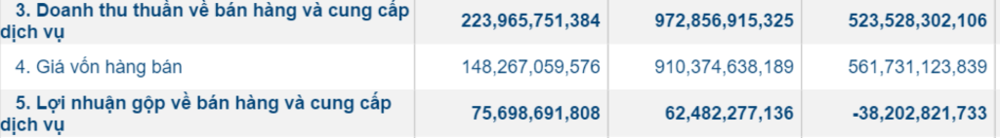 3. Doanh thu thuần về bán hàng và cung cấp
dịch vụ
223,965,751,384 972,856,915,325 523,528,302,106
4. Giá vốn hàng bán 148,267,059,576 910,374,638,189 561,731,123,839
5. Lợi nhuận gộp về bán hàng và cung cấp
dịch vụ
75,698,691,808 62,482,277,136 -38,202,821,733